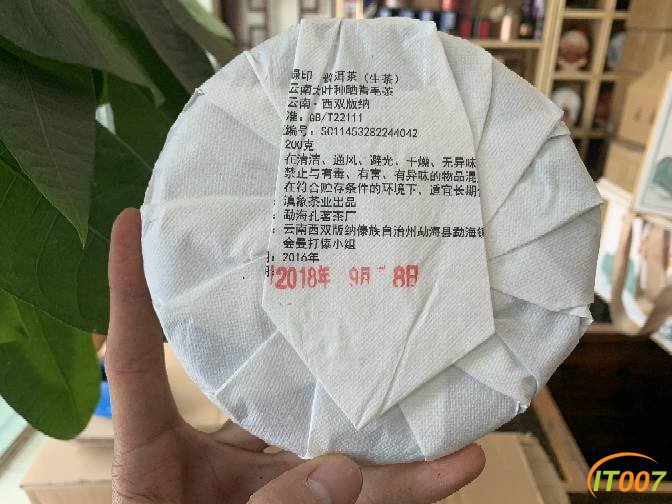 绿印 普洱茶（生茶）
云南大叶种晒青毛茶
云南·西双版纳
准：GB/T22111
编号：SC11453282244042
200克
在清洁、通风、避光、干燥、无异味
禁止与有毒、有害、有异味的物品混
在符合贮存条件的环境下，适宜长期
：滇象茶业出品
：勐海孔茗茶厂
：云南西双版纳傣族自治州勐海县勐海镇
会曼打傣小组
：2016年
2018年 9月 8日
IT007